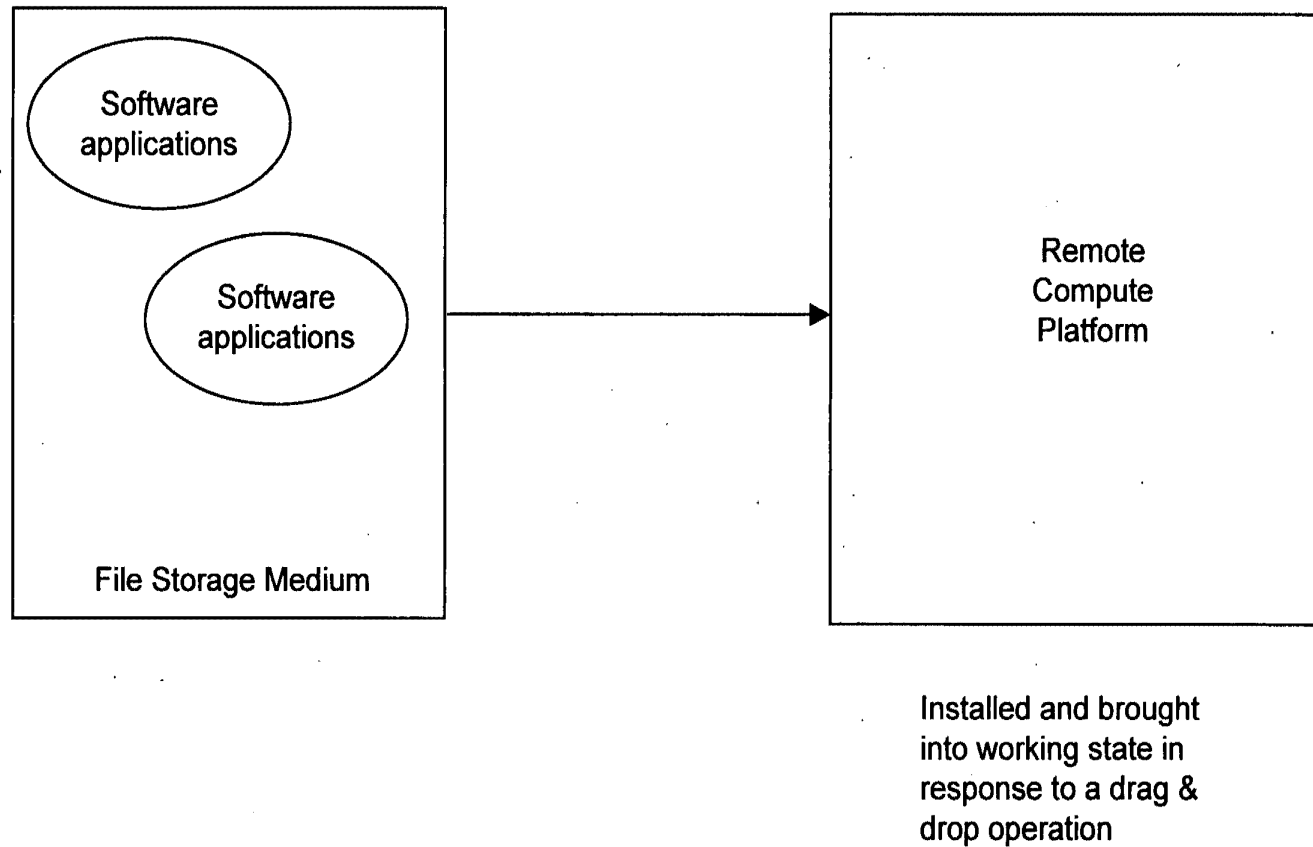 Software
applications
Software
applications
File Storage Medium
Remote
Compute
Platform
Installed and brought
into working state in
response to a drag &
drop operation